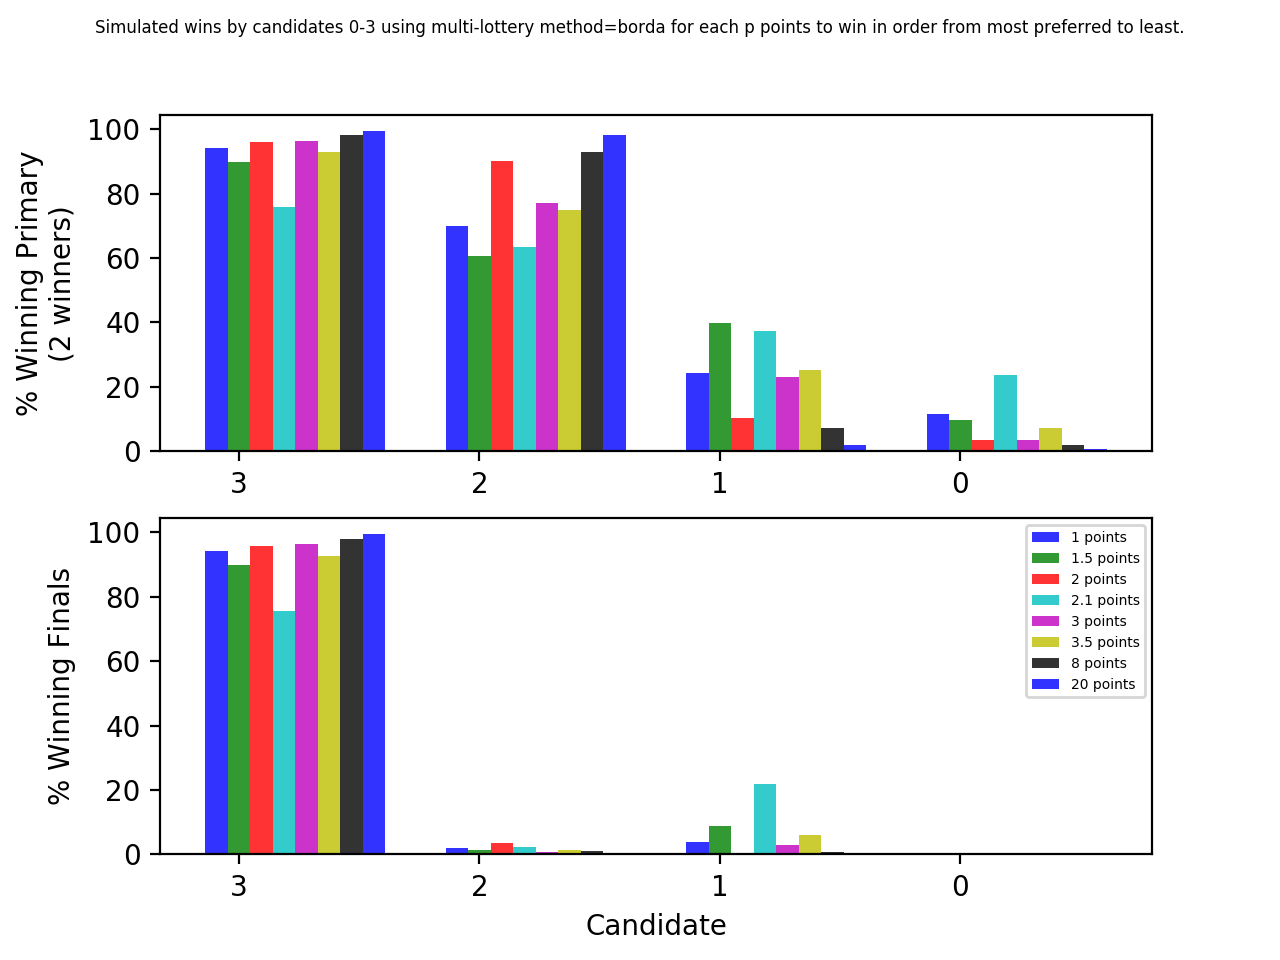 Simulated wins by candidates 0-3 using multi-lottery method=borda for each p points to win in order from most preferred to least.
% Winning Primary
(2 winners)
100
80
60
40
20
0
3 2 1 0
% Winning Finals
100
80
60
40
20
0
1 points
1.5 points
2 points
2.1 points
3 points
3.5 points
8 points
20 points
3 2 1 0
Candidate